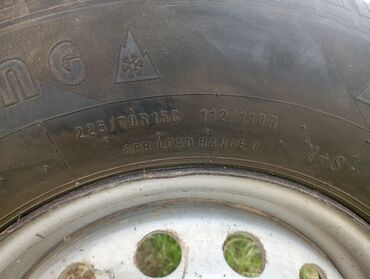 NG
225/70R15C 112/110R
8PR LOAD RANGE D
M+S